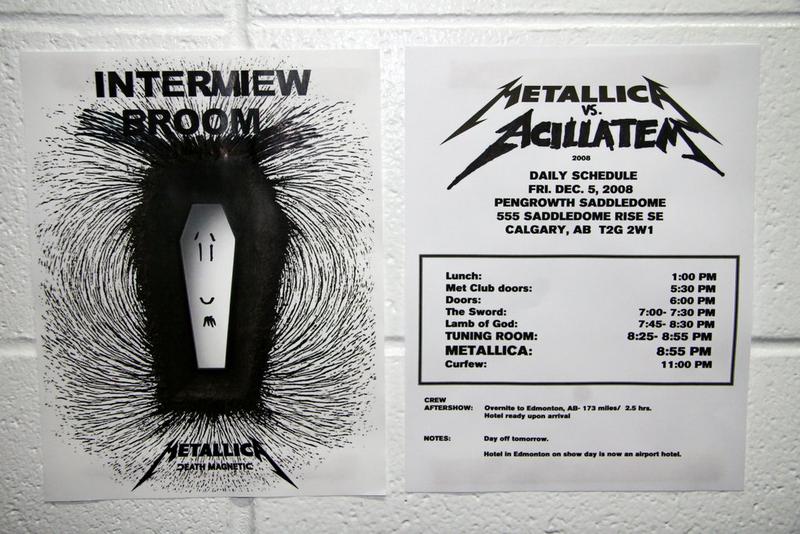 INTERMIEW
BROOM
METALLICA
DEATH MAGNETIC
METALLICA
VS.
ACILLATEM
2008
DAILY SCHEDULE
FRI. DEC. 5, 2008
PENGROWTH SADDLEDOME
555 SADDLEDOME RISE SE
CALGARY, AB T2G 2W1
Lunch: 1:00 PM
Met Club doors: 5:30 PM
Doors: 6:00 PM
The Sword: 7:00- 7:30 PM
Lamb of God: 7:45- 8:30 PM
TUNING ROOM: 8:25- 8:55 PM
METALLICA: 8:55 PM
Curfew: 11:00 PM
CREW
AFTERSHOW: Overnite to Edmonton, AB- 173 miles/ 2.5 hrs.
Hotel ready upon arrival
NOTES: Day off tomorrow.
Hotel in Edmonton on show day is now an airport hotel.